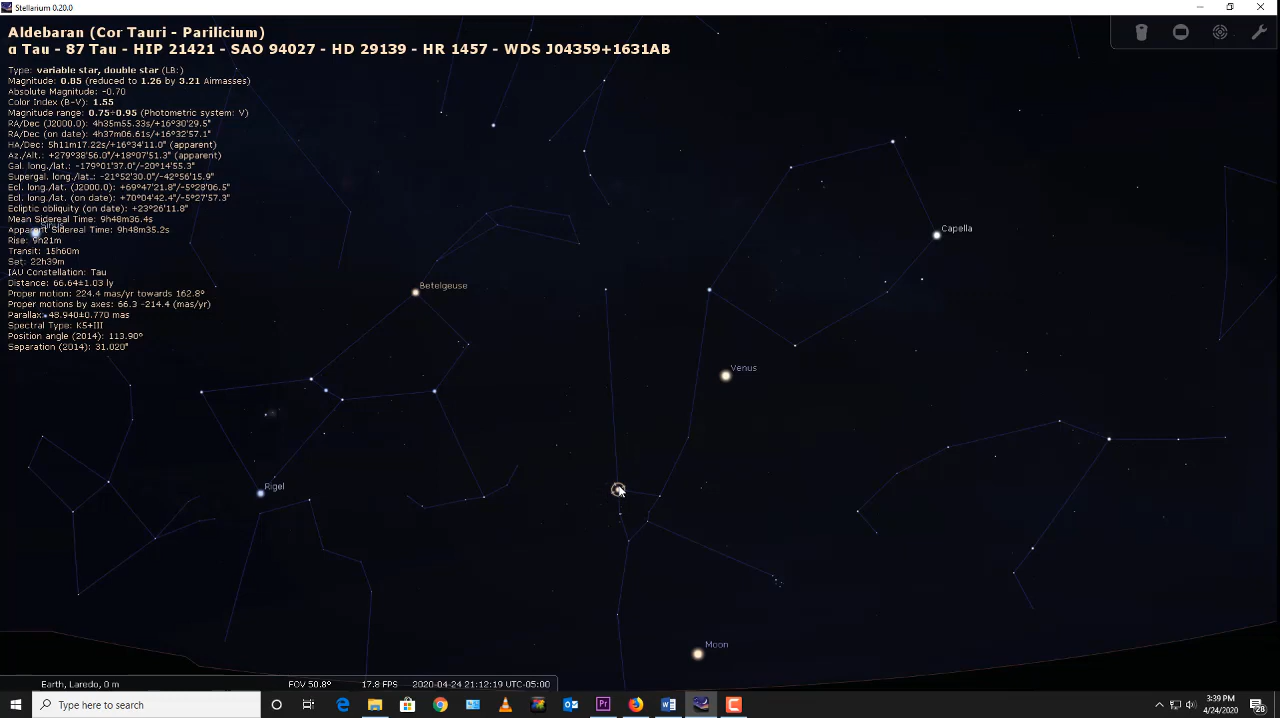 Stellarium 0.20.0
Aldebaran (Cor Tauri - Parilicium)
α Tau - 87 Tau - HIP 21421 - SAO 94027 - HD 29139 - HR 1457 - WDS J04359+1631AB
Type: variable star, double star (LB:)
Magnitude: 0.85 (reduced to 1.26 by 3.21 Airmasses)
Absolute Magnitude: -0.70
Color Index (B-V): 1.55
Magnitude range: 0.75÷0.95 (Photometric system: V)
RA/Dec (J2000.0): 4h35m55.33s/+16°30'29.5"
RA/Dec (on date): 4h37m06.61s/+16°32'57.1"
HA/Dec: 5h11m17.22s/+16°34'11.0" (apparent)
Az./Alt.: +279°38'56.0"/+18°07'51.3" (apparent)
Gal. long./lat.: -179°01'37.0"/-20°14'55.3"
Supergal. long./lat.: -21°52'30.0"/-42°56'15.9"
Ecl. long./lat. (J2000.0): +69°47'21.8"/-5°28'06.5"
Ecl. long./lat. (on date): +70°04'42.4"/-5°27'57.3"
Ecliptic obliquity (on date): +23°26'11.8"
Mean Sidereal Time: 9h48m36.4s
Apparent Sidereal Time: 9h48m35.2s
Rise: 9h21m
Transit: 15h60m
Set: 22h39m
IAU Constellation: Tau
Distance: 66.64±1.03 ly
Proper motion: 224.4 mas/yr towards 162.8°
Proper motions by axes: 66.3 -214.4 (mas/yr)
Parallax: 48.940±0.770 mas
Spectral Type: K5+III
Position angle (2014): 113.90°
Separation (2014): 31.020"
Capella
Betelgeuse
Venus
Rigel
Moon
Earth, Laredo, 0 m
FOV 50.8°
17.8 FPS
2020-04-24 21:12:19 UTC-05:00
Type here to search
3:39 PM
4/24/2020
28